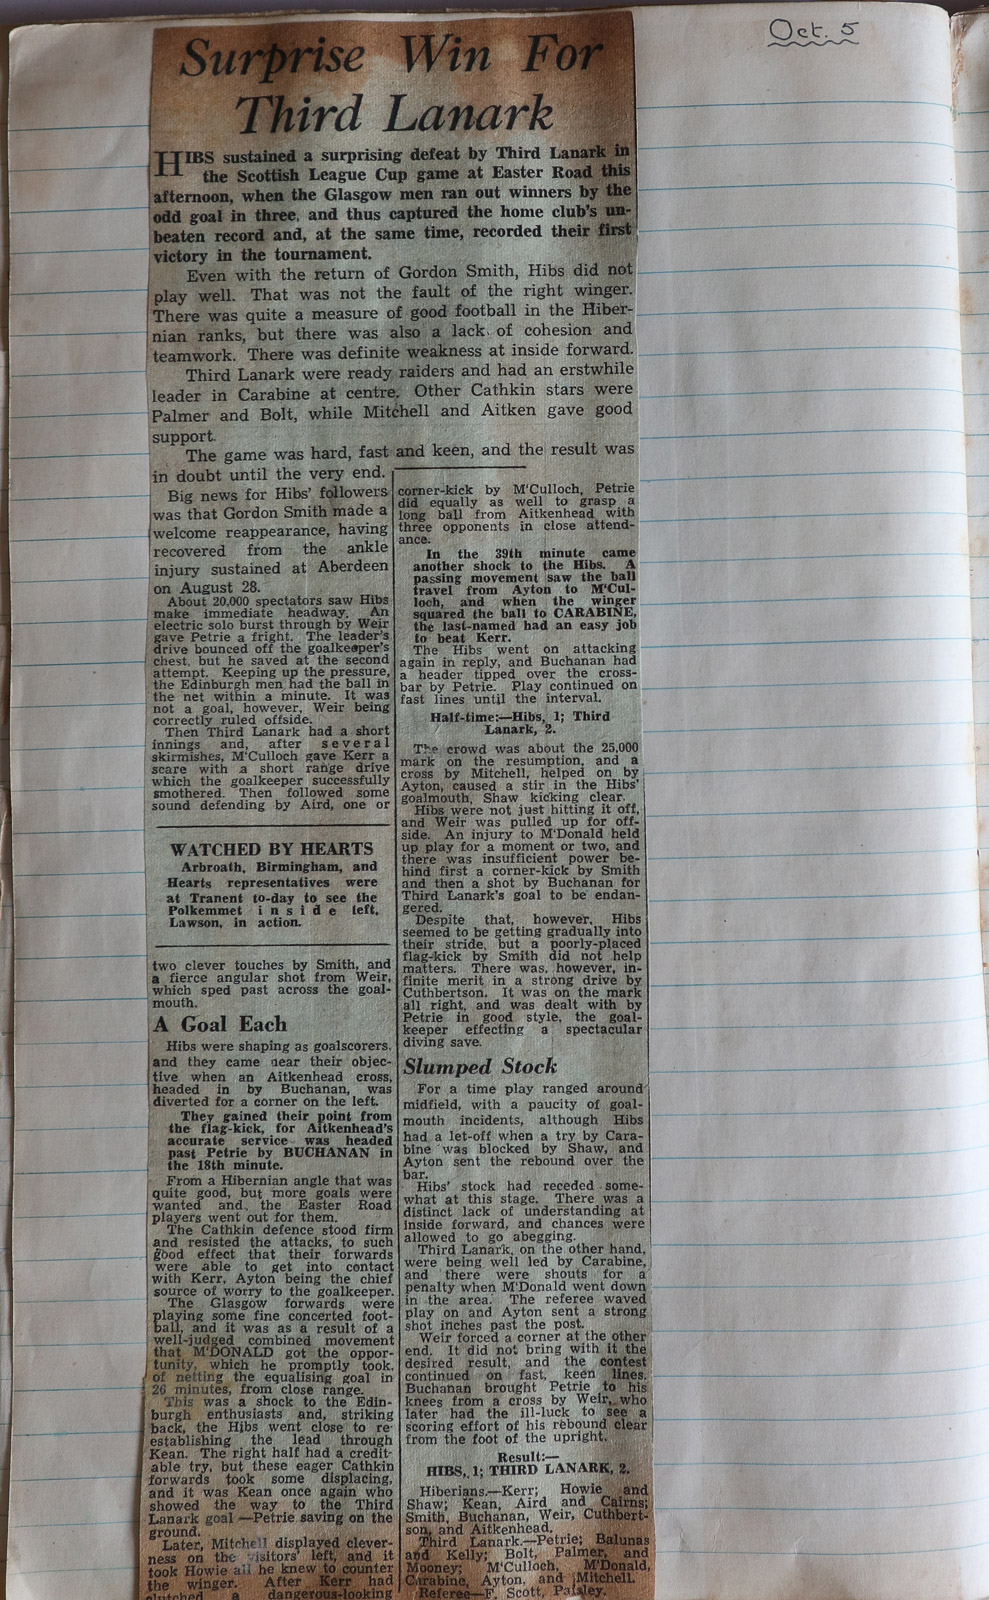 Oct. 5
Surprise Win For
Third Lanark
HIBS sustained a surprising defeat by Third Lanark in
the Scottish League Cup game at Easter Road this
afternoon, when the Glasgow men ran out winners by the
odd goal in three, and thus captured the home club's un-
beaten record and, at the same time, recorded their first
victory in the tournament.
Even with the return of Gordon Smith, Hibs did not
play well. That was not the fault of the right winger.
There was quite a measure of good football in the Hiber-
nian ranks, but there was also a lack of cohesion and
teamwork. There was definite weakness at inside forward.
Third Lanark were ready raiders and had an erstwhile
leader in Carabine at centre. Other Cathkin stars were
Palmer and Bolt, while Mitchell and Aitken gave good
support.
The game was hard, fast and keen, and the result was
in doubt until the very end.
Big news for Hibs' followers
was that Gordon Smith made a
welcome reappearance, having
recovered from the ankle
injury sustained at Aberdeen
on August 28.
About 20,000 spectators saw Hibs
make immediate headway. An
electric solo burst through by Weir
gave Petrie a fright. The leader's
drive bounced off the goalkeeper's
chest, but he saved at the second
attempt. Keeping up the pressure,
the Edinburgh men had the ball in
the net within a minute. It was
not a goal, however, Weir being
correctly ruled offside.
Then Third Lanark had a short
innings and, after several
skirmishes, M'Culloch gave Kerr a
scare with a short range drive
which the goalkeeper successfully
smothered. Then followed some
sound defending by Aird, one or
WATCHED BY HEARTS
Arbroath, Birmingham, and
Hearts representatives were
at Tranent to-day to see the
Polkemmet inside left,
Lawson, in action.
two clever touches by Smith, and
a fierce angular shot from Weir,
which sped past across the goal-
mouth.
A Goal Each
Hibs were shaping as goalscorers,
and they came near their objec-
tive when an Aitkenhead cross,
headed in by Buchanan, was
diverted for a corner on the left.
They gained their point from
the flag-kick, for Aitkenhead's
accurate service was headed
past Petrie by BUCHANAN in
the 18th minute.
From a Hibernian angle that was
quite good, but more goals were
wanted and the Easter Road
players went out for them.
The Cathkin defence stood firm
and resisted the attacks, to such
good effect that their forwards
were able to get into contact
with Kerr, Ayton being the chief
source of worry to the goalkeeper.
The Glasgow forwards were
playing some fine concerted foot-
ball, and it was as a result of a
well-judged combined movement
that M'DONALD got the oppor-
tunity, which he promptly took,
of netting the equalising goal in
26 minutes, from close range.
This was a shock to the Edin-
burgh enthusiasts and, striking
back, the Hibs went close to re-
establishing the lead through
Kean. The right half had a credit-
able try, but these eager Cathkin
forwards took some displacing,
and it was Kean once again who
showed the way to the Third
Lanark goal—Petrie saving on the
ground.
Later, Mitchell displayed clever-
ness on the visitors' left, and it
took Howie all he knew to counter
the winger. After Kerr had
clutched a dangerous-looking
corner-kick by M'Culloch, Petrie
did equally as well to grasp a
long ball from Aitkenhead with
three opponents in close attend-
ance.
In the 39th minute came
another shock to the Hibs. A
passing movement saw the ball
travel from Ayton to M'Cul-
loch, and when the winger
squared the ball to CARABINE,
the last-named had an easy job
to beat Kerr.
The Hibs went on attacking
again in reply, and Buchanan had
a header tipped over the cross-
bar by Petrie. Play continued on
fast lines until the interval.
Half-time:—Hibs, 1; Third
Lanark, 2.
The crowd was about the 25,000
mark on the resumption, and a
cross by Mitchell, helped on by
Ayton, caused a stir in the Hibs'
goalmouth, Shaw kicking clear.
Hibs were not just hitting it off,
and Weir was pulled up for off-
side. An injury to M'Donald held
up play for a moment or two, and
there was insufficient power be-
hind first a corner-kick by Smith
and then a shot by Buchanan for
Third Lanark's goal to be endan-
gered.
Despite that, however, Hibs
seemed to be getting gradually into
their stride, but a poorly-placed
flag-kick by Smith did not help
matters. There was, however, in-
finite merit in a strong drive by
Cuthbertson. It was on the mark
all right, and was dealt with by
Petrie in good style, the goal-
keeper effecting a spectacular
diving save.
Slumped Stock
For a time play ranged around
midfield, with a paucity of goal-
mouth incidents, although Hibs
had a let-off when a try by Cara-
bine was blocked by Shaw, and
Ayton sent the rebound over the
bar.
Hibs' stock had receded some-
what at this stage. There was a
distinct lack of understanding at
inside forward, and chances were
allowed to go abegging.
Third Lanark, on the other hand,
were being well led by Carabine,
and there were shouts for a
penalty when M'Donald went down
in the area. The referee waved
play on and Ayton sent a strong
shot inches past the post.
Weir forced a corner at the other
end. It did not bring with it the
desired result, and the contest
continued on fast, keen lines.
Buchanan brought Petrie to his
knees from a cross by Weir, who
later had the ill-luck to see a
scoring effort of his rebound clear
from the foot of the upright.
Result:—
HIBS, 1; THIRD LANARK, 2.
Hiberians.—Kerr; Howie and
Shaw; Kean, Aird and Cairns;
Smith, Buchanan, Weir, Cuthbert-
son, and Aitkenhead.
Third Lanark.—Petrie; Balunas
and Kelly; Bolt, Palmer, and
Mooney; M'Culloch, M'Donald,
Carabine, Ayton, and Mitchell.
Referee—F. Scott, Paisley.